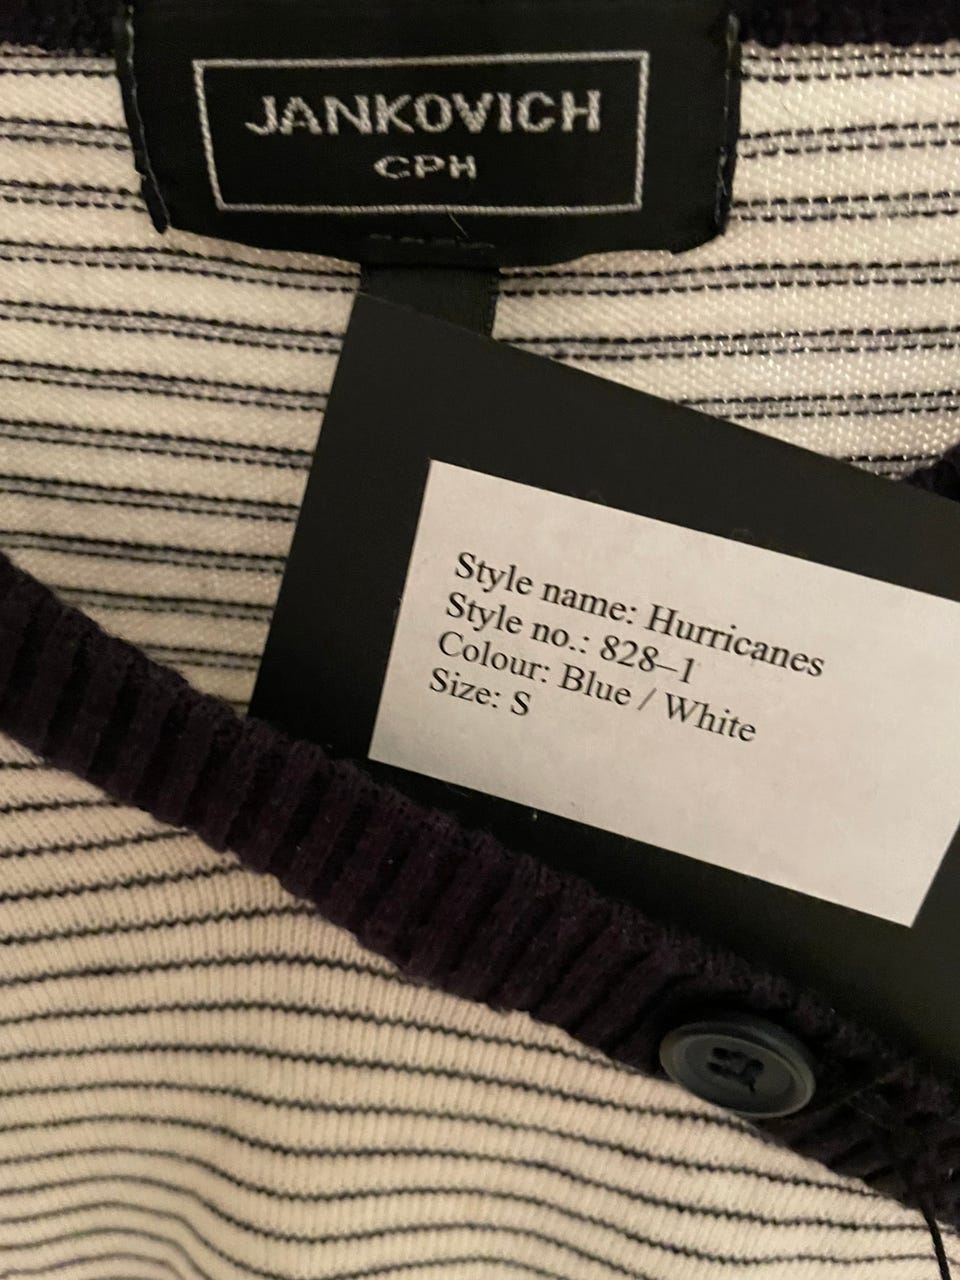 JANKOVICH
CPH
Style name: Hurricanes
Style no.: 828–1
Colour: Blue / White
Size: S